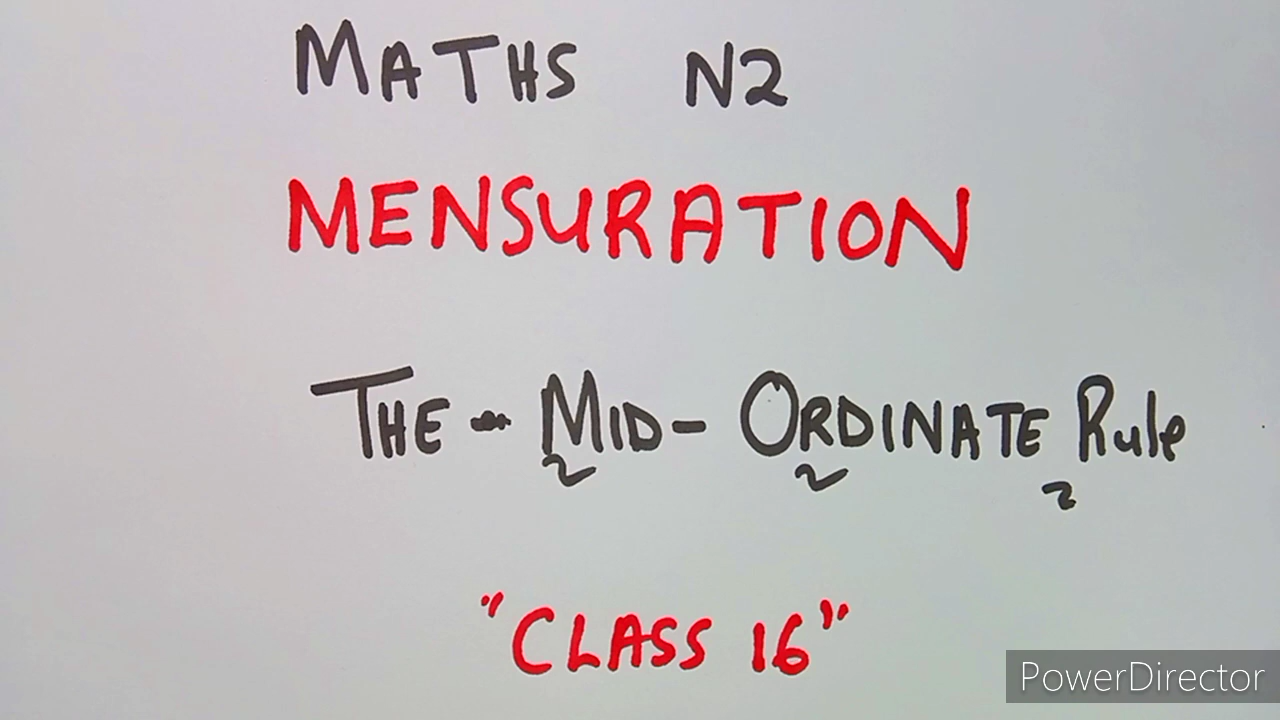 MATHS N2
MENSURATION
THE - MID - ORDINATE Rule
"CLASS 16"
PowerDirector